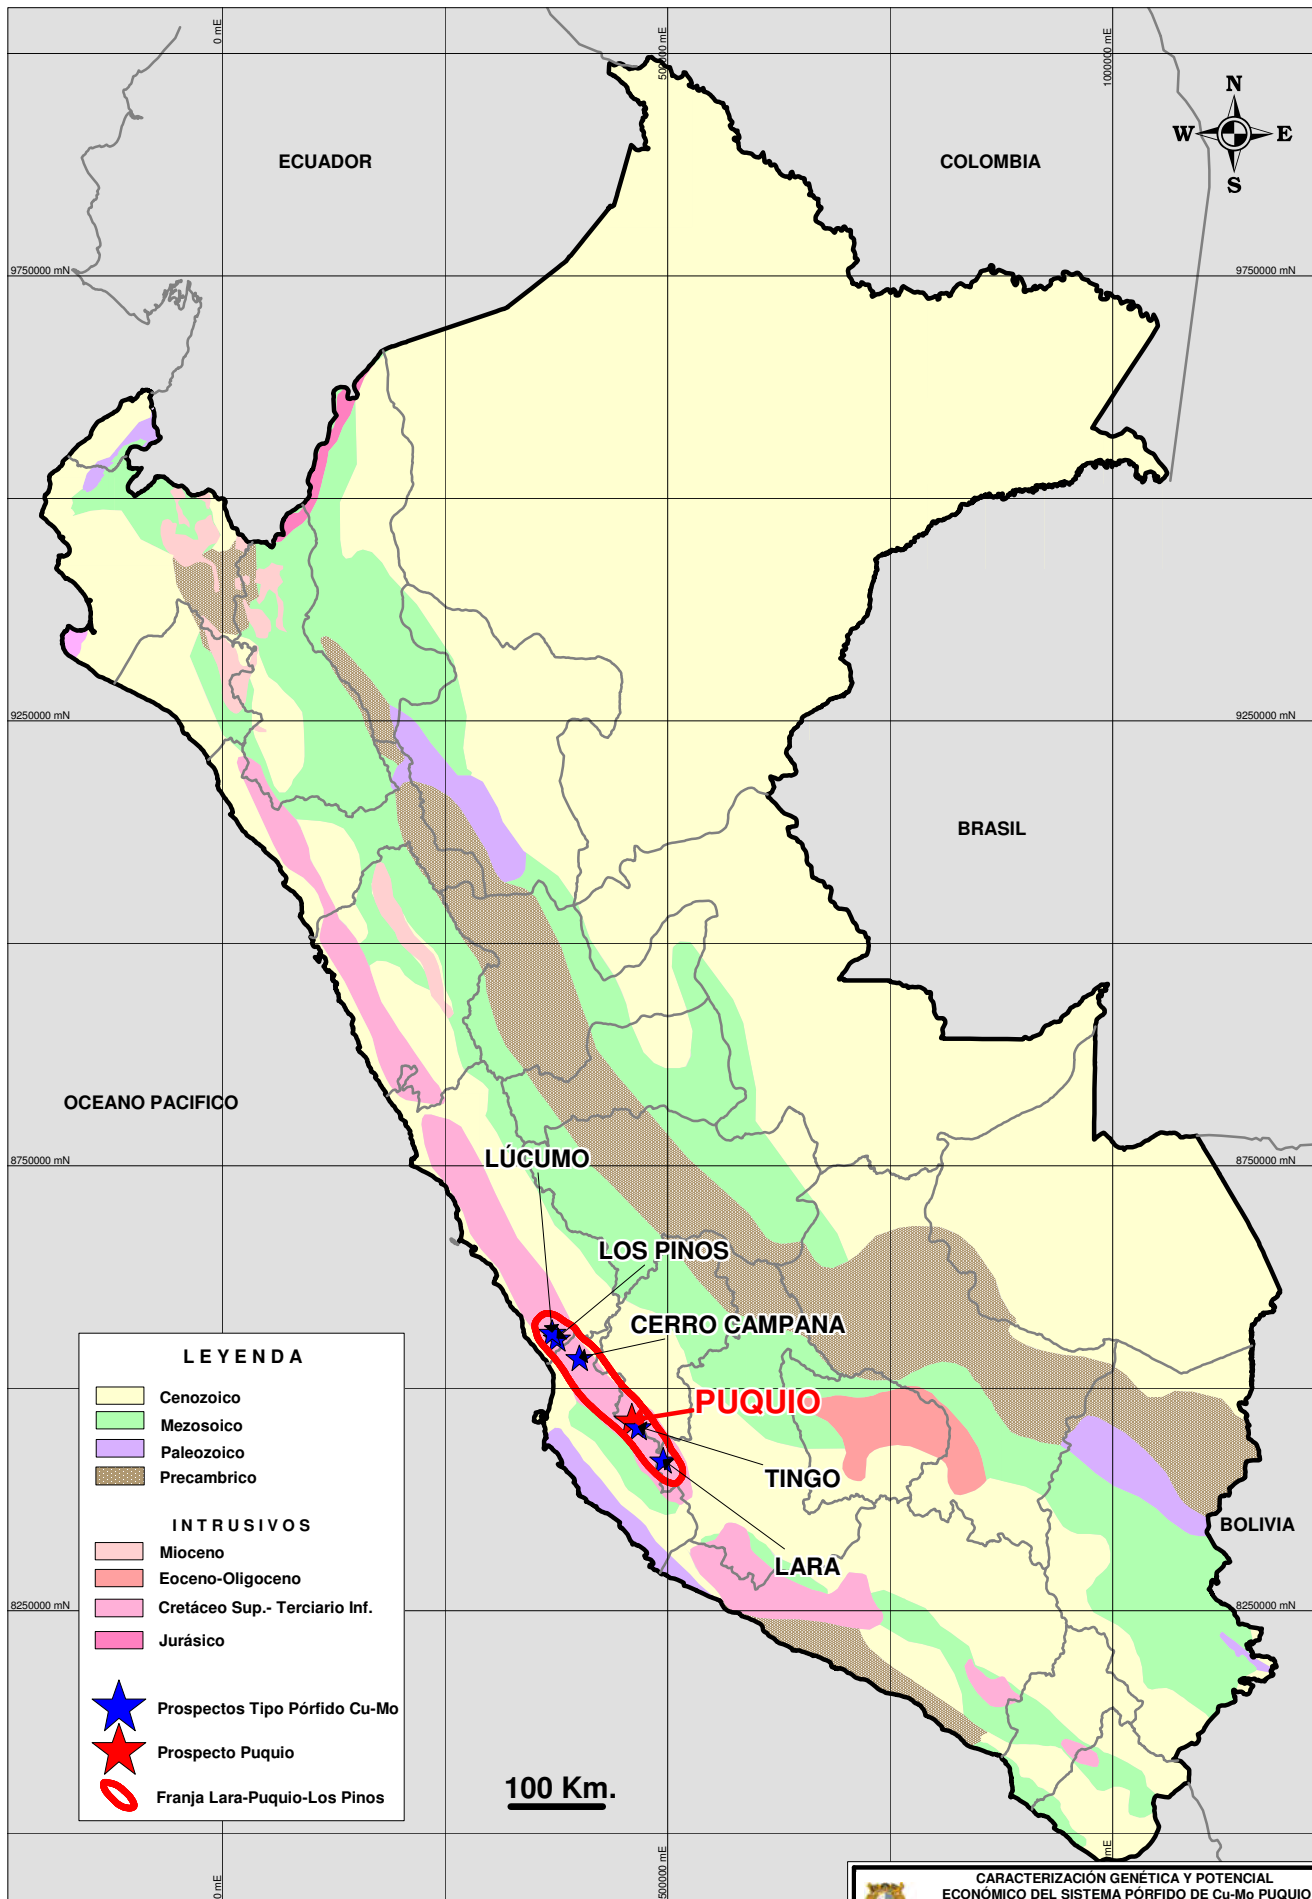 0 mE
500000 mE
1000000 mE
N
W E
S
ECUADOR
COLOMBIA
9750000 mN
9750000 mN
9250000 mN
9250000 mN
BRASIL
OCEANO PACIFICO
8750000 mN
8750000 mN
LÚCUMO
LOS PINOS
CERRO CAMPANA
PUQUIO
TINGO
LARA
BOLIVIA
8250000 mN
8250000 mN
LEYENDA
Cenozoico
Mezosoico
Paleozoico
Precambrico
INTRUSIVOS
Mioceno
Eoceno-Oligoceno
Cretáceo Sup.- Terciario Inf.
Jurásico
Prospectos Tipo Pórfido Cu-Mo
Prospecto Puquio
Franja Lara-Puquio-Los Pinos
100 Km.
0 mE
500000 mE
mE
CARACTERIZACIÓN GENÉTICA Y POTENCIAL
ECONÓMICO DEL SISTEMA PÓRFIDO DE Cu-Mo PUQUIO